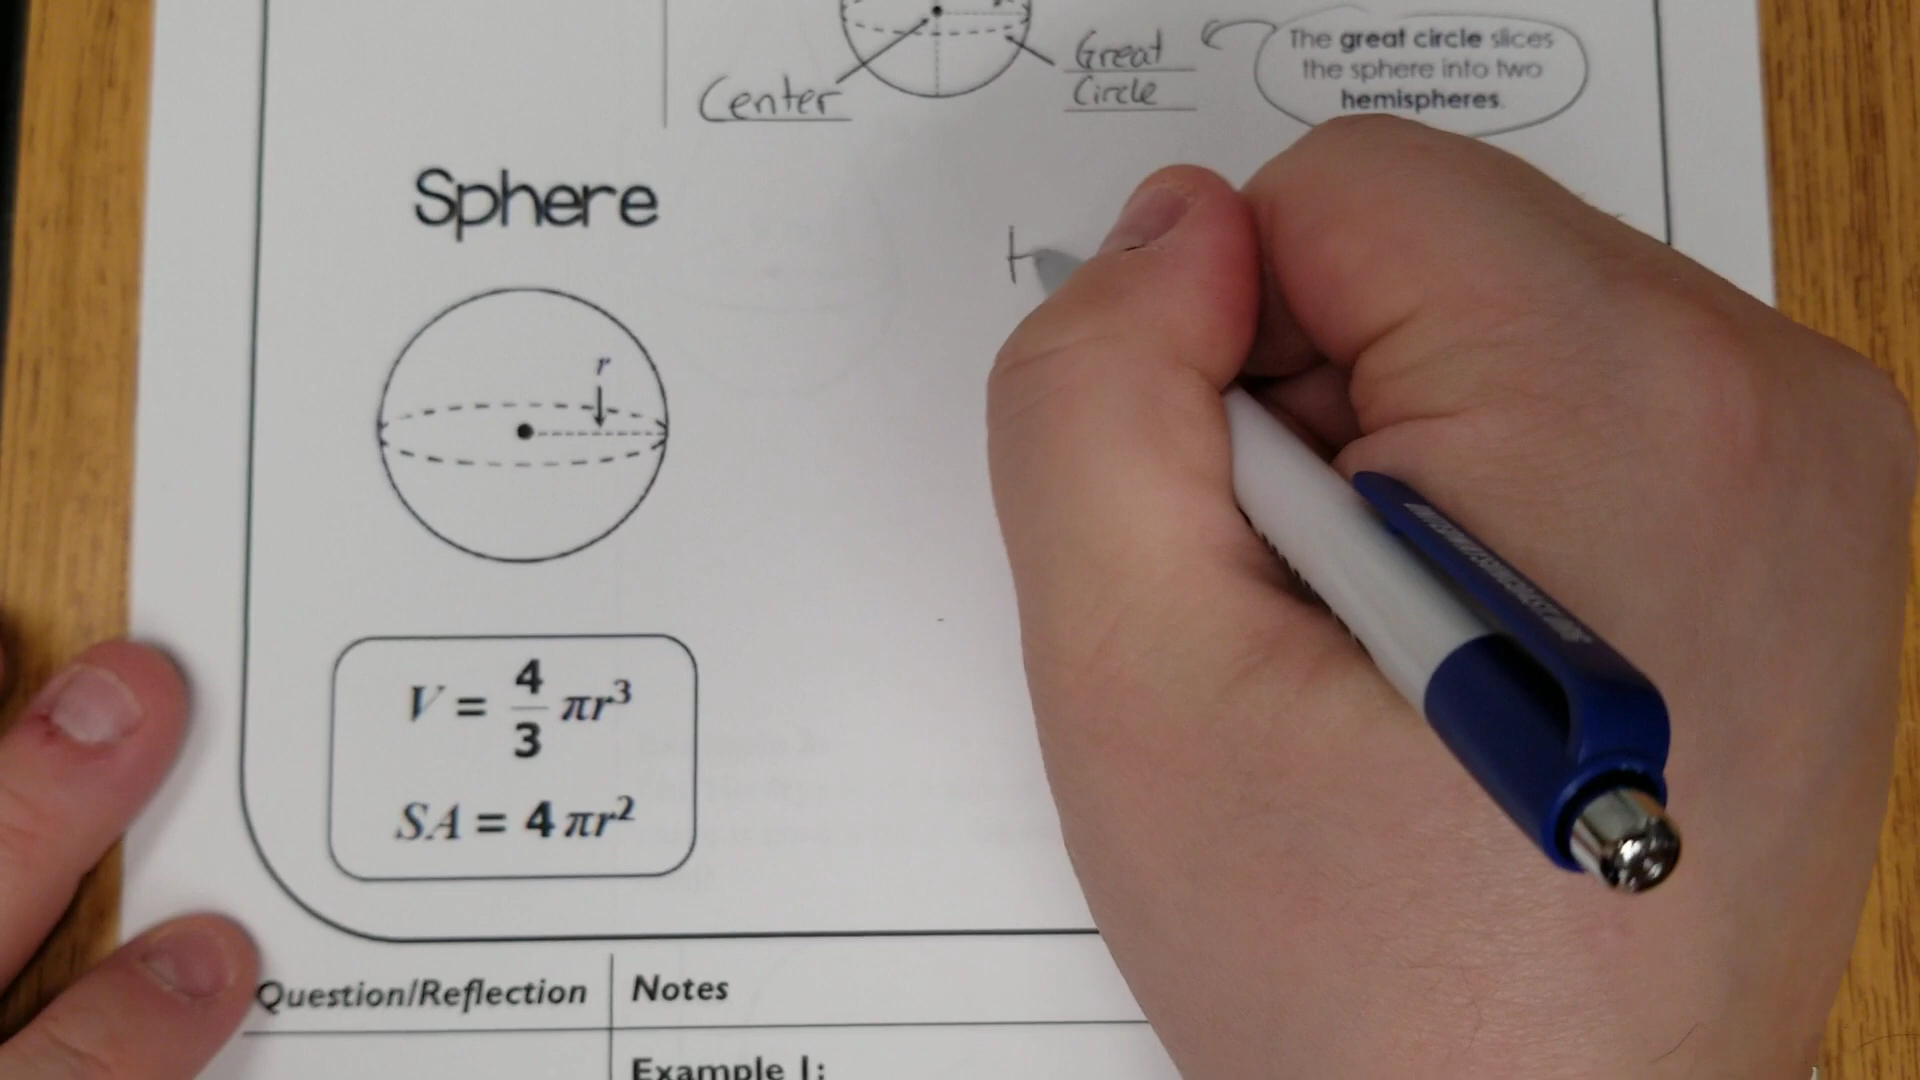 Center
Great
Circle
The great circle slices
the sphere into two
hemispheres.
Sphere
r
V = 4/3 πr³
SA = 4πr²
Question/Reflection
Notes
Example 1: